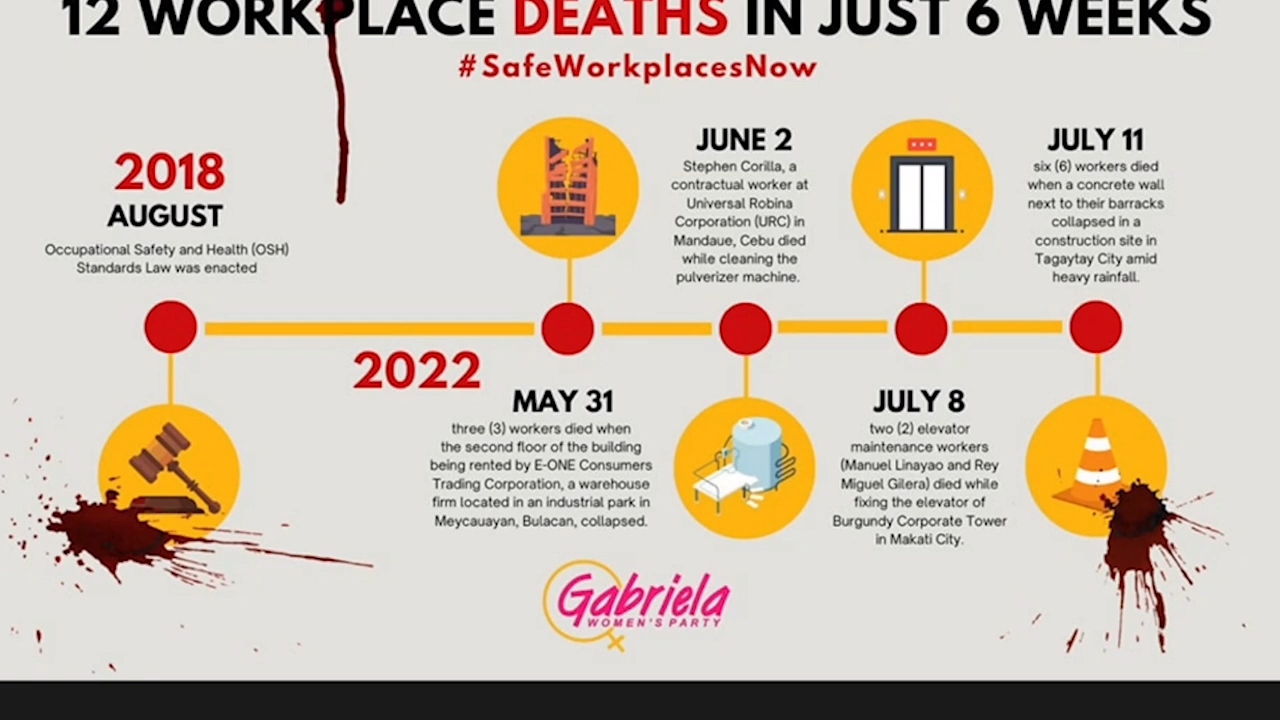 12 WORKPLACE DEATHS IN JUST 6 WEEKS
#SafeWorkplacesNow
2018
AUGUST
Occupational Safety and Health (OSH)
Standards Law was enacted
2022
MAY 31
three (3) workers died when
the second floor of the building
being rented by E-ONE Consumers
Trading Corporation, a warehouse
firm located in an industrial park in
Meycauayan, Bulacan, collapsed.
JUNE 2
Stephen Corilla, a
contractual worker at
Universal Robina
Corporation (URC) in
Mandaue, Cebu died
while cleaning the
pulverizer machine.
JULY 8
two (2) elevator
maintenance workers
(Manuel Linayao and Rey
Miguel Gilera) died while
fixing the elevator of
Burgundy Corporate Tower
in Makati City.
JULY 11
six (6) workers died
when a concrete wall
next to their barracks
collapsed in a
construction site in
Tagaytay City amid
heavy rainfall.
Gabriela
WOMEN'S PARTY